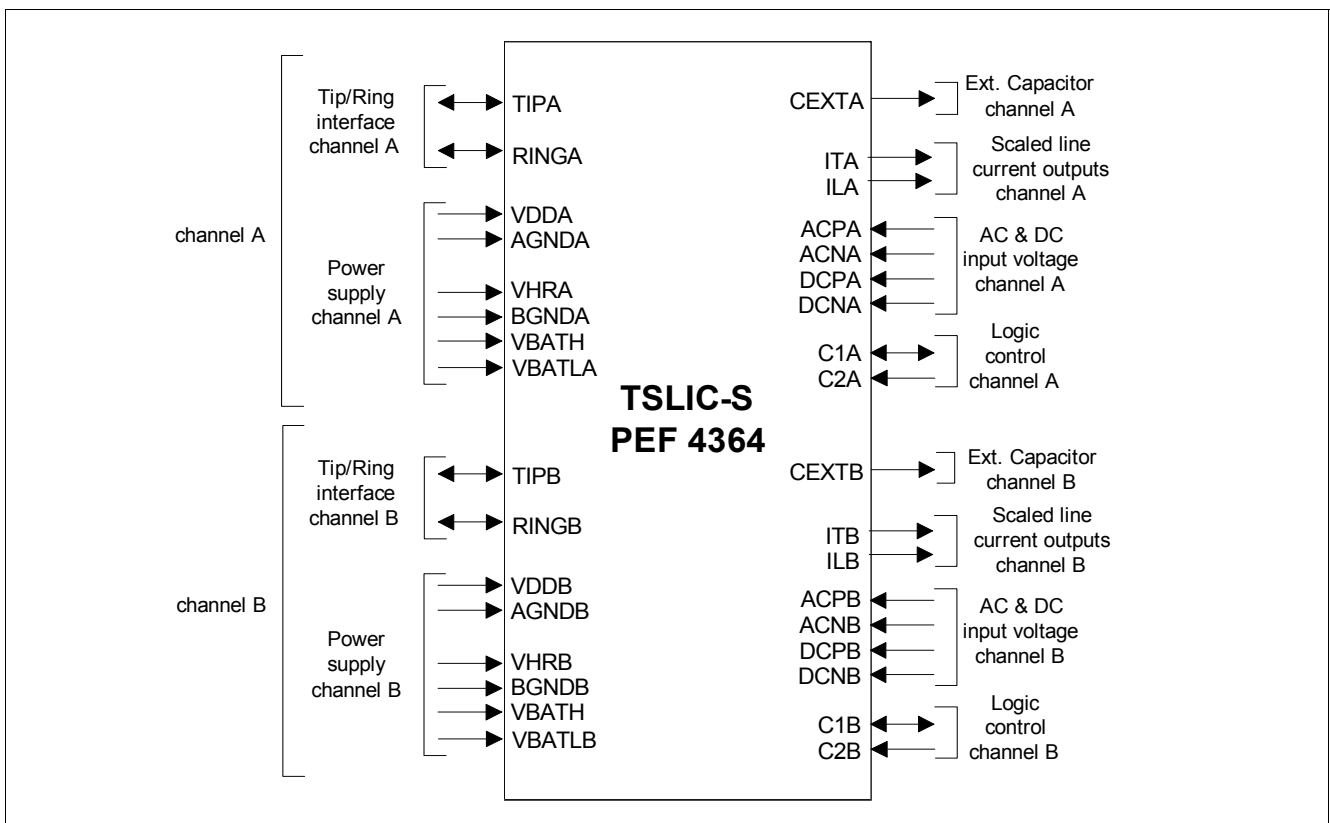 channel A
Tip/Ring
interface
channel A
TIPA
RINGA
Power
supply
channel A
VDDA
AGNDA
VHRA
BGNDA
VBATH
VBATLA
channel B
Tip/Ring
interface
channel B
TIPB
RINGB
Power
supply
channel B
VDDB
AGNDB
VHRB
BGNDB
VBATH
VBATLB
TSLIC-S
PEF 4364
CEXTA
Ext. Capacitor
channel A
ITA
ILA
Scaled line
current outputs
channel A
ACPA
ACNA
DCPA
DCNA
AC & DC
input voltage
channel A
C1A
C2A
Logic
control
channel A
CEXTB
Ext. Capacitor
channel B
ITB
ILB
Scaled line
current outputs
channel B
ACPB
ACNB
DCPB
DCNB
AC & DC
input voltage
channel B
C1B
C2B
Logic
control
channel B